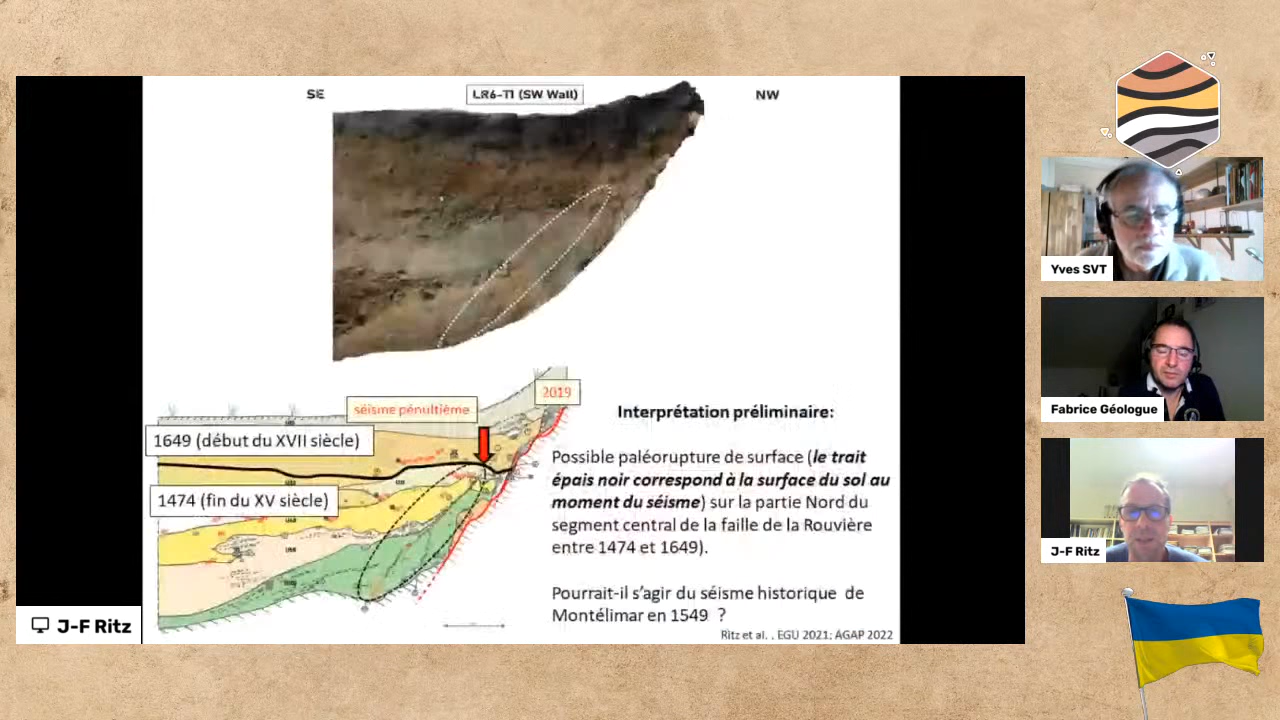 SE
LR6-T1 (SW Wall)
NW
2019
séisme pénultième
1649 (début du XVII siècle)
1474 (fin du XV siècle)
Interprétation préliminaire:
Possible paléorupture de surface (le trait
épais noir correspond à la surface du sol au
moment du séisme) sur la partie Nord du
segment central de la faille de la Rouvière
entre 1474 et 1649).
Pourrait-il s'agir du séisme historique de
Montélimar en 1549 ?
Ritz et al. , EGU 2021; AGAP 2022
J-F Ritz
Yves SVT
Fabrice Géologue
J-F Ritz